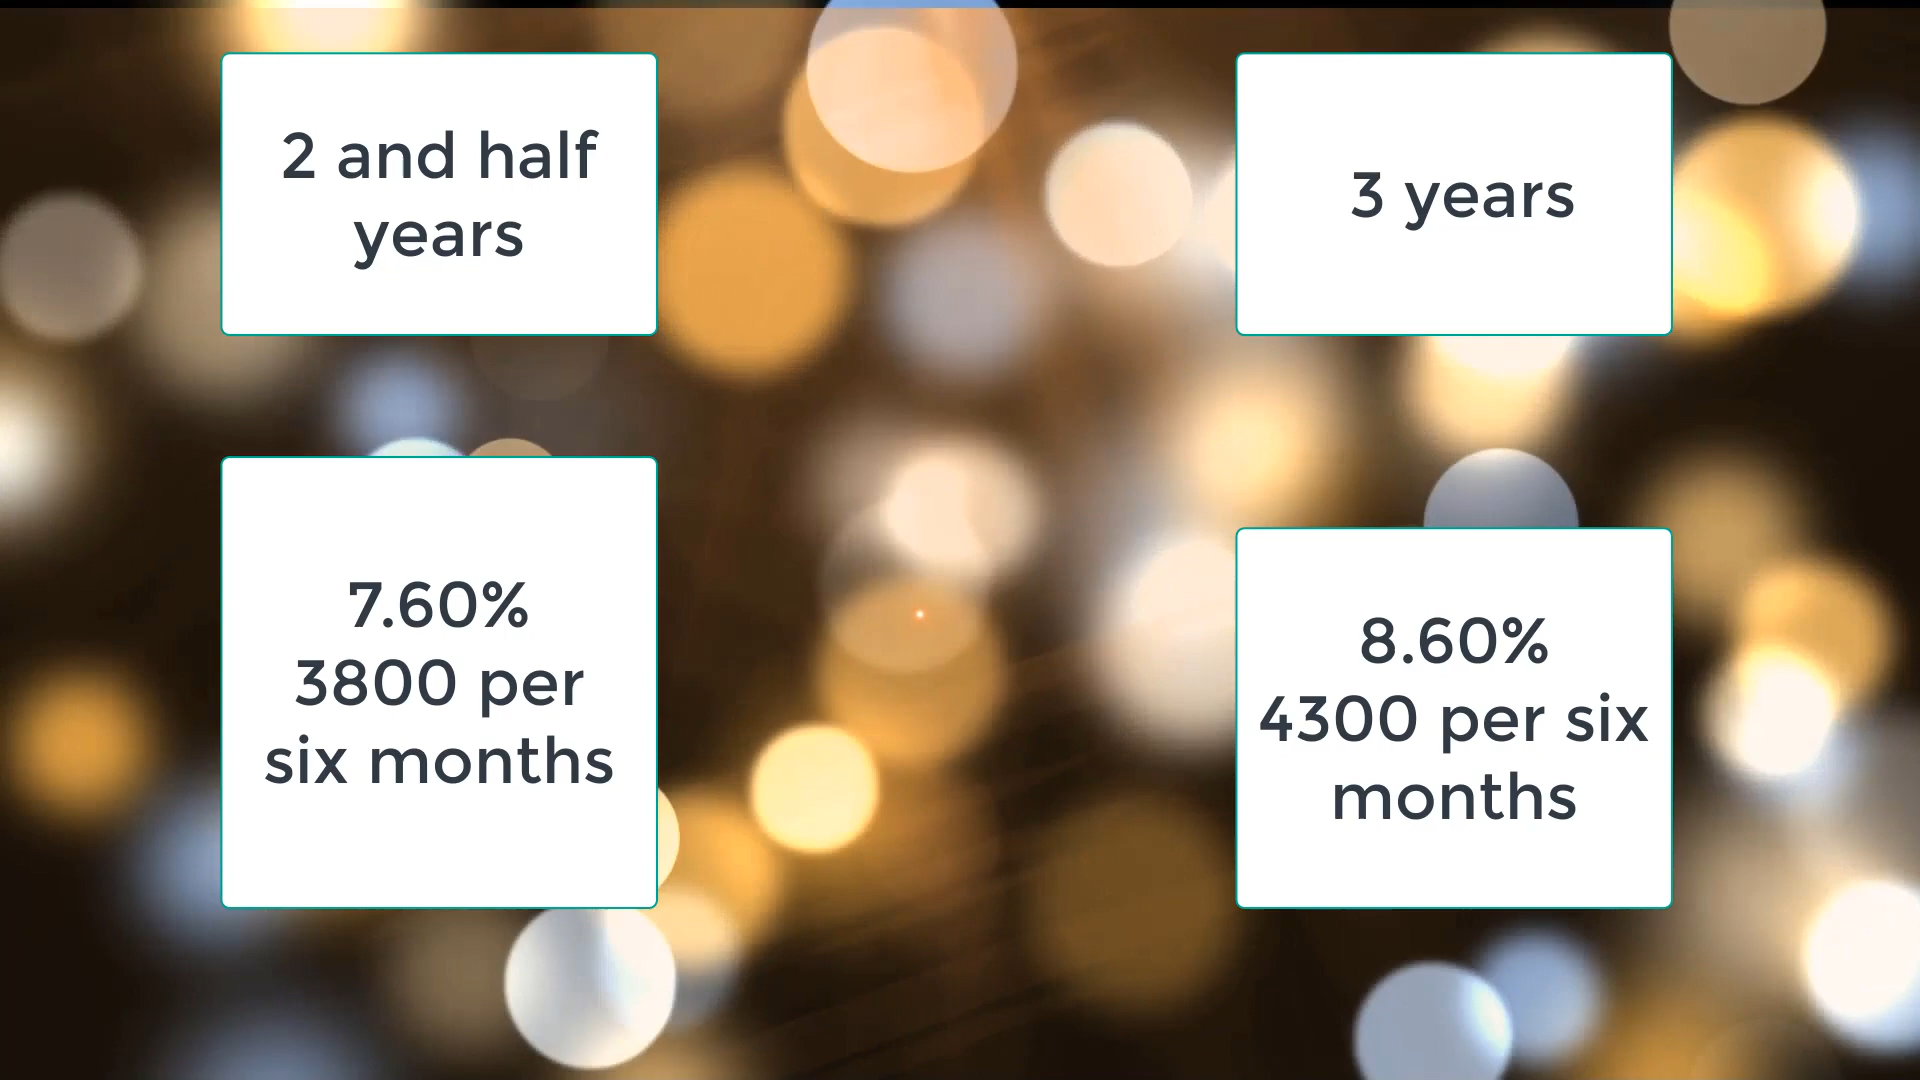 2 and half
years
3 years
7.60%
3800 per
six months
8.60%
4300 per six
months